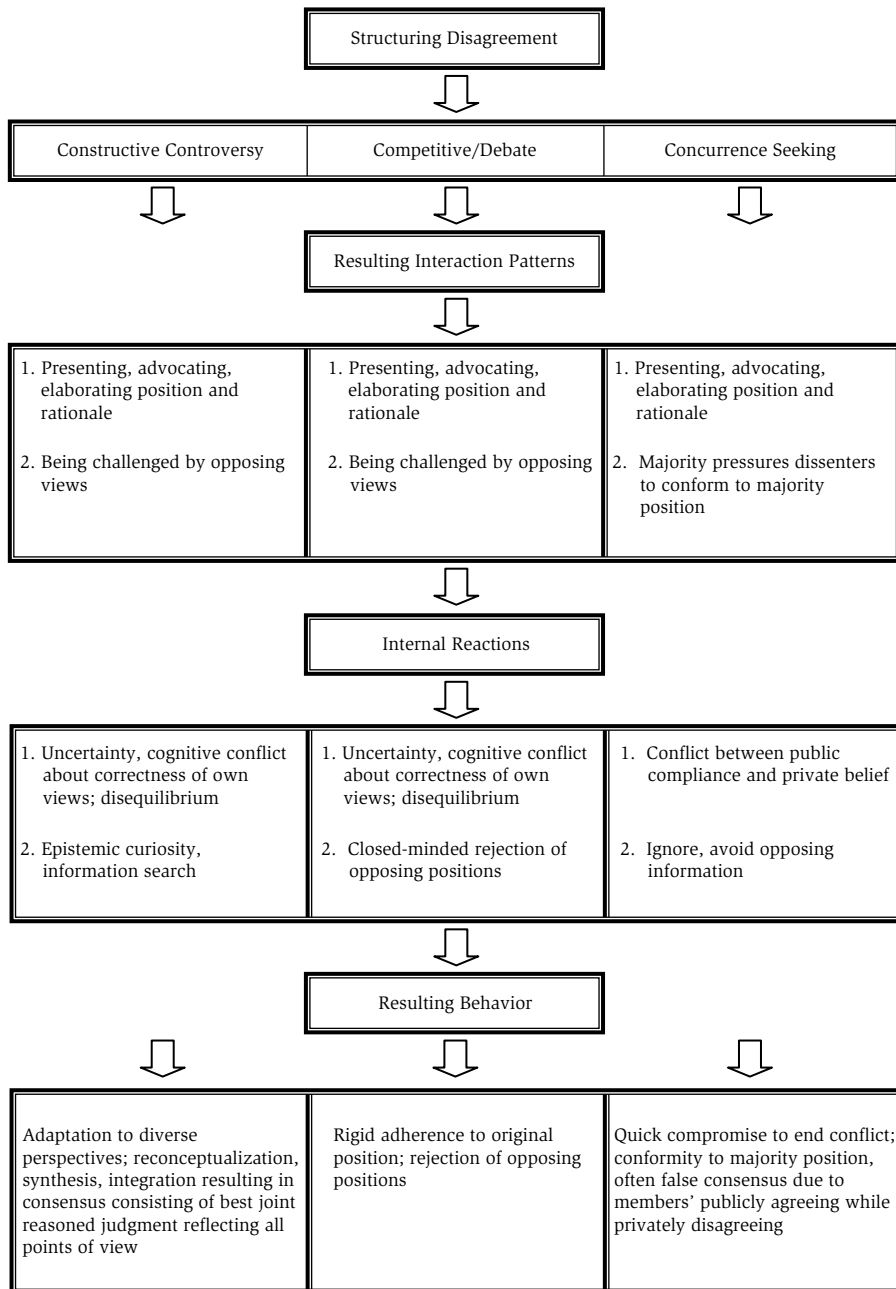 Structuring Disagreement
Constructive Controversy
Competitive/Debate
Concurrence Seeking
Resulting Interaction Patterns
1. Presenting, advocating,
elaborating position and
rationale
2. Being challenged by opposing
views
1. Presenting, advocating,
elaborating position and
rationale
2. Being challenged by opposing
views
1. Presenting, advocating,
elaborating position and
rationale
2. Majority pressures dissenters
to conform to majority
position
Internal Reactions
1. Uncertainty, cognitive conflict
about correctness of own
views; disequilibrium
2. Epistemic curiosity,
information search
1. Uncertainty, cognitive conflict
about correctness of own
views; disequilibrium
2. Closed-minded rejection of
opposing positions
1. Conflict between public
compliance and private belief
2. Ignore, avoid opposing
information
Resulting Behavior
Adaptation to diverse
perspectives; reconceptualization,
synthesis, integration resulting in
consensus consisting of best joint
reasoned judgment reflecting all
points of view
Rigid adherence to original
position; rejection of opposing
positions
Quick compromise to end conflict;
conformity to majority position,
often false consensus due to
members’ publicly agreeing while
privately disagreeing